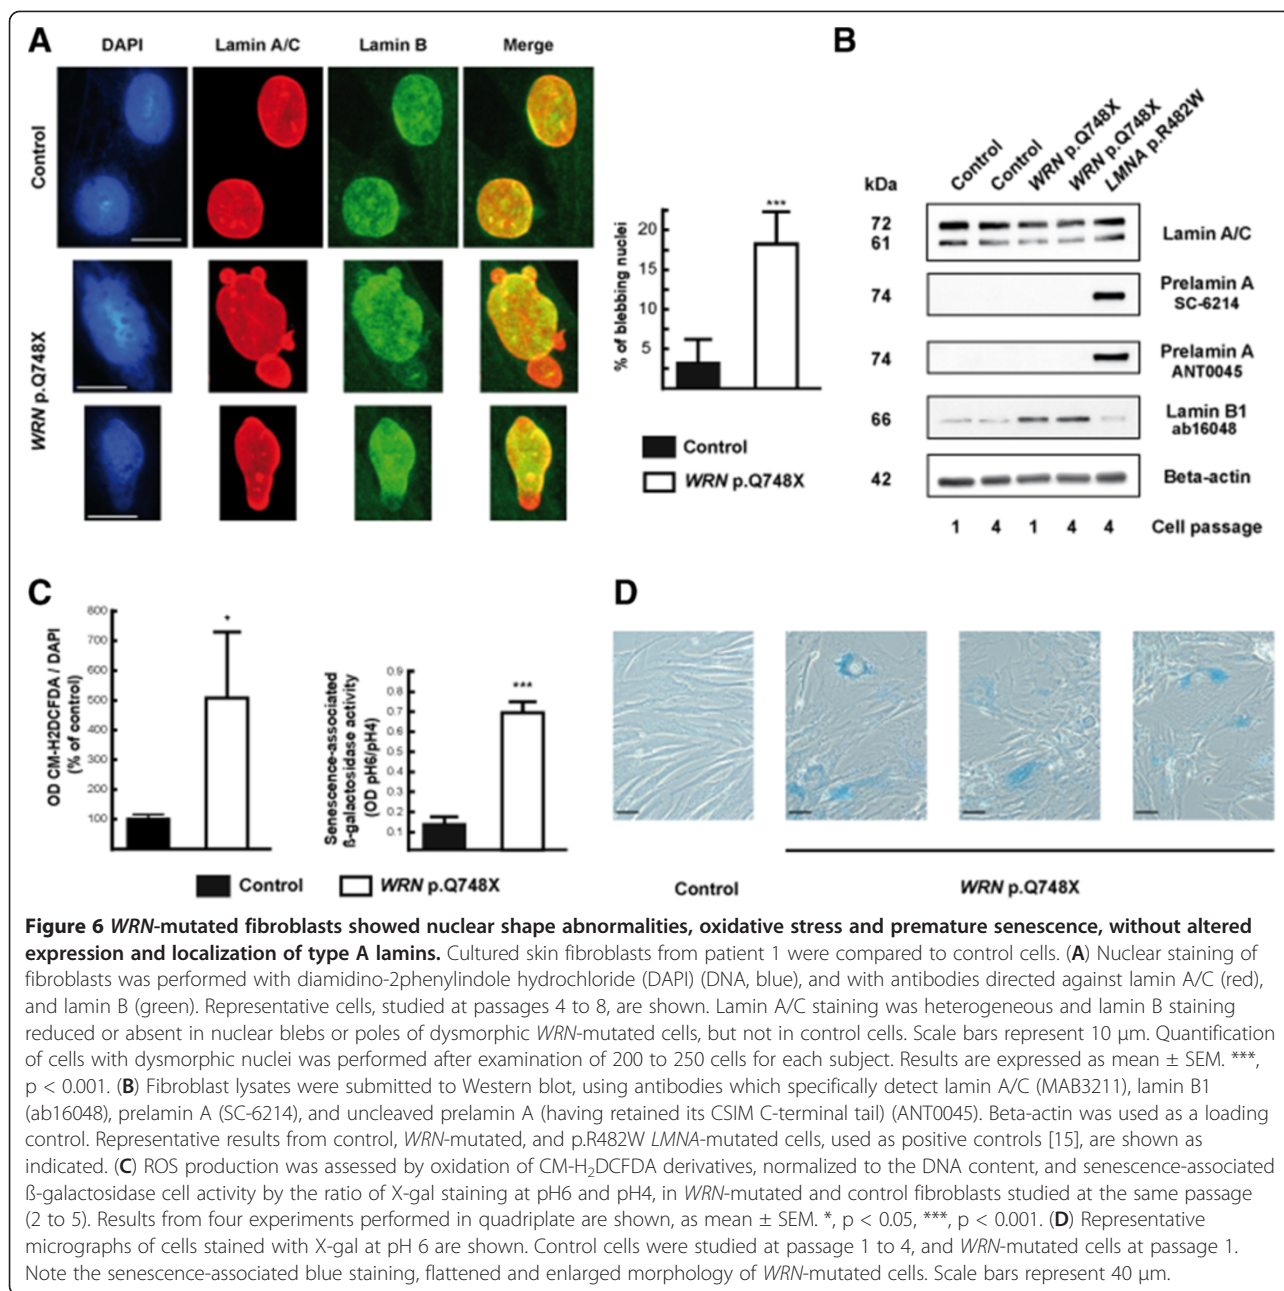 A
DAPI
Lamin A/C
Lamin B
Merge
Control
WRN p.Q748X
% of blebbing nuclei
20
15
10
5
***
Control
WRN p.Q748X
B
Control
Control
WRN p.Q748X
WRN p.Q748X
LMNA p.R482W
kDa
72
61
Lamin A/C
74
Prelamin A
SC-6214
74
Prelamin A
ANT0045
66
Lamin B1
ab16048
42
Beta-actin
1 4 1 4 4 Cell passage
C
OD CM-H2DCFDA / DAPI
(% of control)
800
700
600
500
400
300
200
100
*
Senescence-associated
ß-galactosidase activity
(OD pH6/pH4)
0.9
0.8
0.7
0.6
0.5
0.4
0.3
0.2
0.1
***
Control
WRN p.Q748X
D
Control
WRN p.Q748X
Figure 6 WRN-mutated fibroblasts showed nuclear shape abnormalities, oxidative stress and premature senescence, without altered
expression and localization of type A lamins. Cultured skin fibroblasts from patient 1 were compared to control cells. (A) Nuclear staining of
fibroblasts was performed with diamidino-2phenylindole hydrochloride (DAPI) (DNA, blue), and with antibodies directed against lamin A/C (red),
and lamin B (green). Representative cells, studied at passages 4 to 8, are shown. Lamin A/C staining was heterogeneous and lamin B staining
reduced or absent in nuclear blebs or poles of dysmorphic WRN-mutated cells, but not in control cells. Scale bars represent 10 μm. Quantification
of cells with dysmorphic nuclei was performed after examination of 200 to 250 cells for each subject. Results are expressed as mean ± SEM. ***,
p < 0.001. (B) Fibroblast lysates were submitted to Western blot, using antibodies which specifically detect lamin A/C (MAB3211), lamin B1
(ab16048), prelamin A (SC-6214), and uncleaved prelamin A (having retained its CSIM C-terminal tail) (ANT0045). Beta-actin was used as a loading
control. Representative results from control, WRN-mutated, and p.R482W LMNA-mutated cells, used as positive controls [15], are shown as
indicated. (C) ROS production was assessed by oxidation of CM-H₂DCFDA derivatives, normalized to the DNA content, and senescence-associated
ß-galactosidase cell activity by the ratio of X-gal staining at pH6 and pH4, in WRN-mutated and control fibroblasts studied at the same passage
(2 to 5). Results from four experiments performed in quadriplate are shown, as mean ± SEM. *, p < 0.05, ***, p < 0.001. (D) Representative
micrographs of cells stained with X-gal at pH 6 are shown. Control cells were studied at passage 1 to 4, and WRN-mutated cells at passage 1.
Note the senescence-associated blue staining, flattened and enlarged morphology of WRN-mutated cells. Scale bars represent 40 μm.